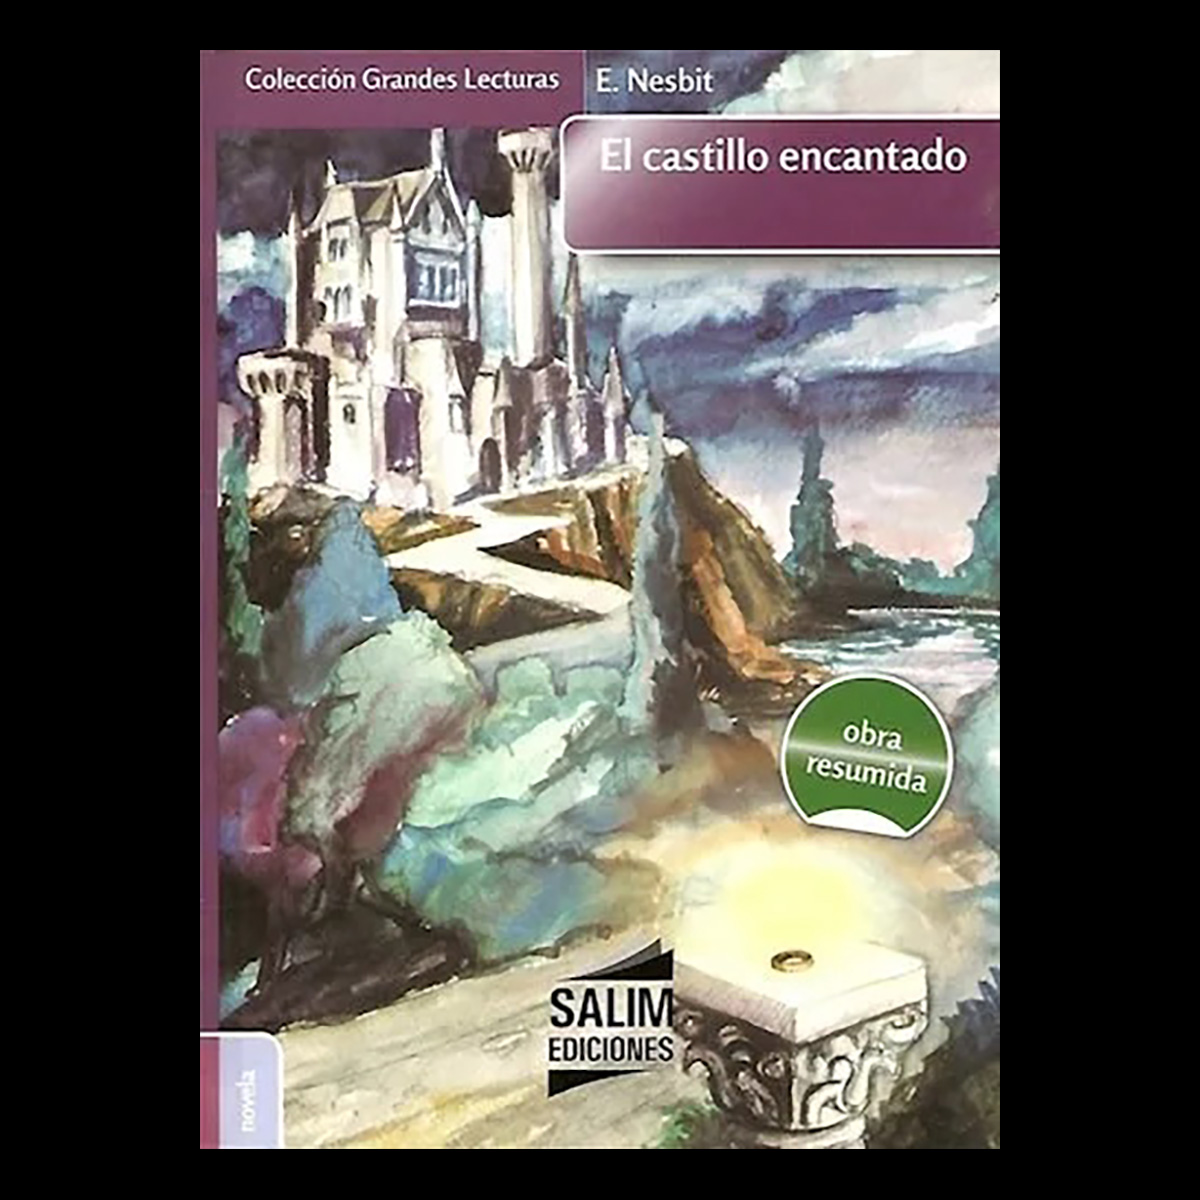 Colección Grandes Lecturas
E. Nesbit
El castillo encantado
obra
resumida
SALIM
EDICIONES
novela